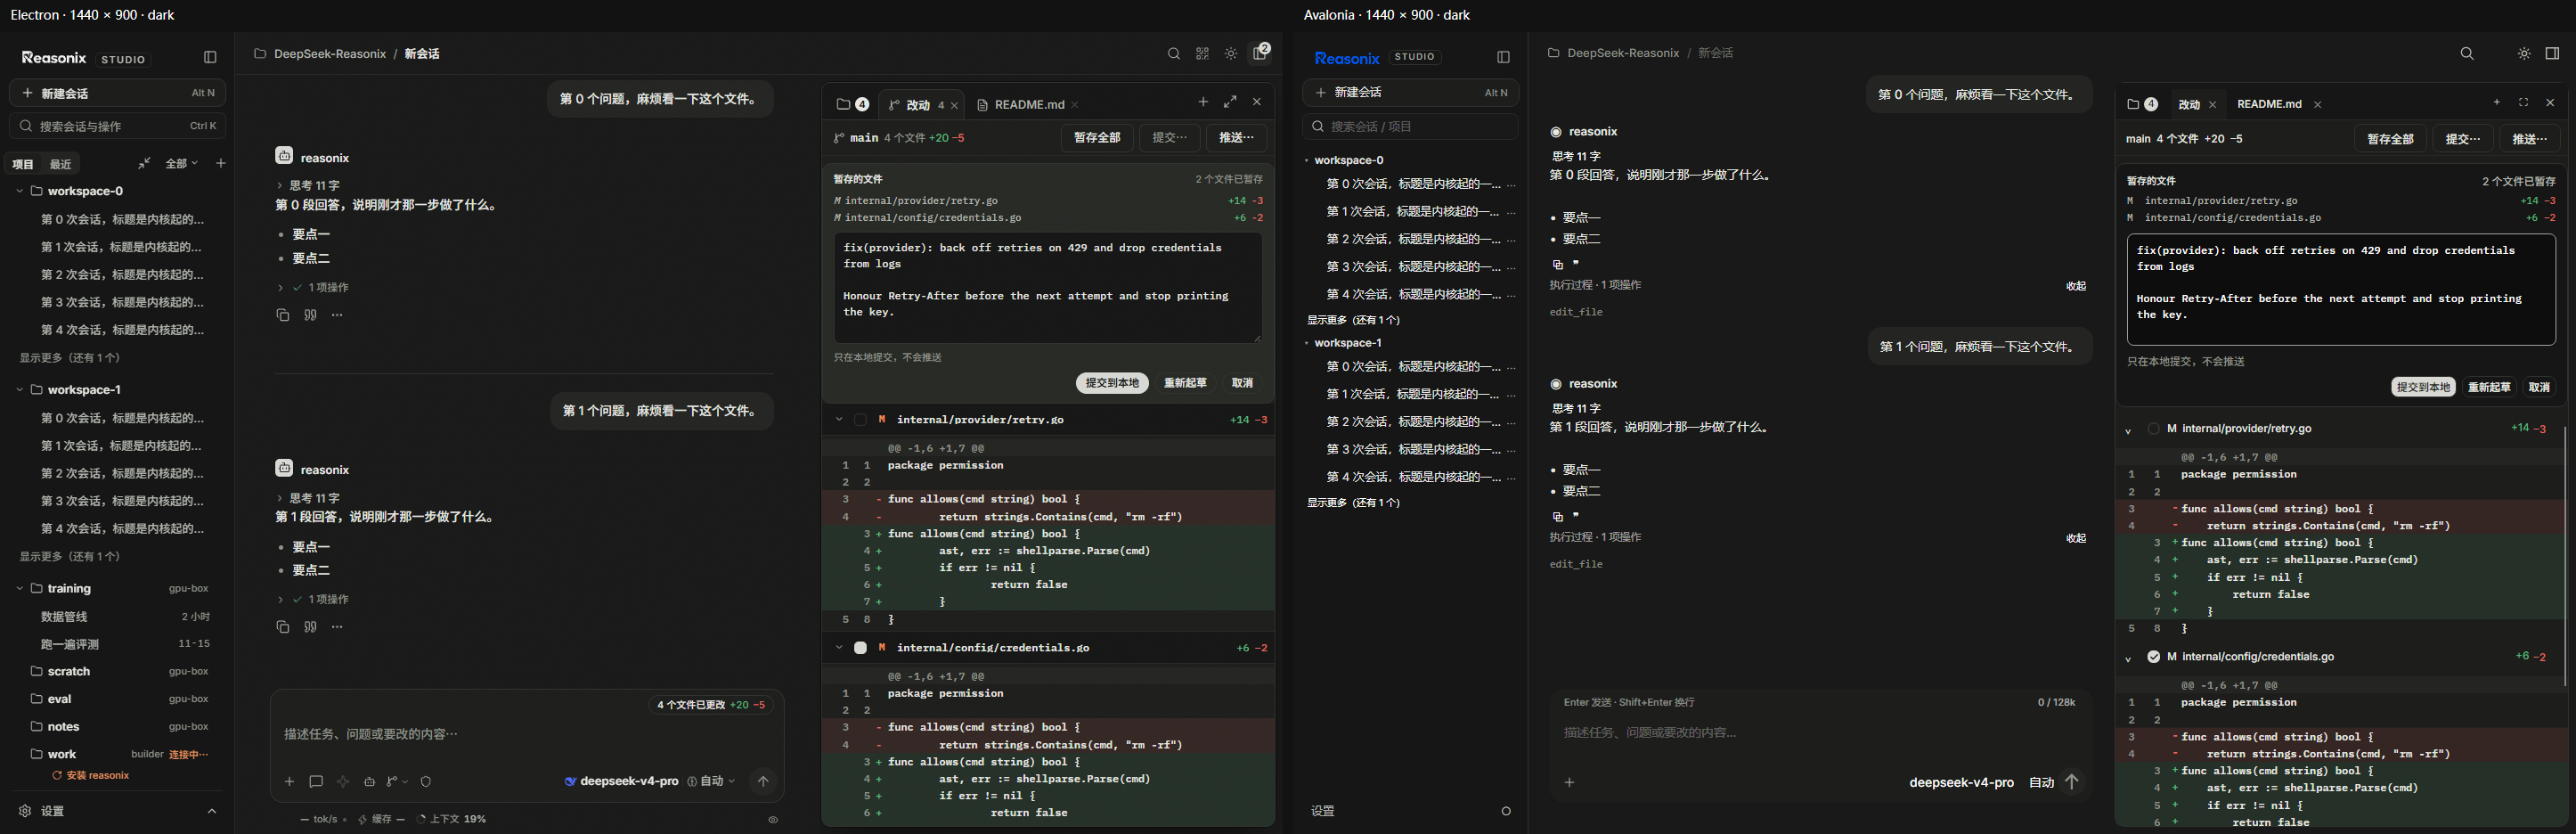 Electron · 1440 × 900 · dark
Reasonix STUDIO
新建会话 Alt N
搜索会话与操作 Ctrl K
项目 最近 全部
workspace-0
第 0 次会话，标题是内核起的...
第 1 次会话，标题是内核起的...
第 2 次会话，标题是内核起的...
第 3 次会话，标题是内核起的...
第 4 次会话，标题是内核起的...
显示更多（还有 1 个）
workspace-1
第 0 次会话，标题是内核起的...
第 1 次会话，标题是内核起的...
第 2 次会话，标题是内核起的...
第 3 次会话，标题是内核起的...
第 4 次会话，标题是内核起的...
显示更多（还有 1 个）
training gpu-box
数据管线 2 小时
跑一遍评测 11-15
scratch gpu-box
eval gpu-box
notes gpu-box
work builder 连接中…
安装 reasonix
设置
DeepSeek-Reasonix / 新会话
2
第 0 个问题，麻烦看一下这个文件。
reasonix
思考 11 字
第 0 段回答，说明刚才那一步做了什么。
• 要点一
• 要点二
1 项操作
第 1 个问题，麻烦看一下这个文件。
reasonix
思考 11 字
第 1 段回答，说明刚才那一步做了什么。
• 要点一
• 要点二
1 项操作
4 个文件已更改 +20 −5
描述任务、问题或要改的内容…
deepseek-v4-pro 自动
— tok/s 缓存 — 上下文 19%
4 改动 4 README.md
main 4 个文件 +20 −5 暂存全部 提交… 推送…
暂存的文件 2 个文件已暂存
M internal/provider/retry.go +14 -3
M internal/config/credentials.go +6 -2
fix(provider): back off retries on 429 and drop credentials
from logs
Honour Retry-After before the next attempt and stop printing
the key.
只在本地提交，不会推送
提交到本地 重新起草 取消
M internal/provider/retry.go +14 −3
@@ -1,6 +1,7 @@
1 1 package permission
2 2
3 - func allows(cmd string) bool {
4 - return strings.Contains(cmd, "rm -rf")
3 + func allows(cmd string) bool {
4 + ast, err := shellparse.Parse(cmd)
5 + if err != nil {
6 + return false
7 + }
5 8 }
M internal/config/credentials.go +6 −2
@@ -1,6 +1,7 @@
1 1 package permission
2 2
3 - func allows(cmd string) bool {
4 - return strings.Contains(cmd, "rm -rf")
3 + func allows(cmd string) bool {
4 + ast, err := shellparse.Parse(cmd)
5 + if err != nil {
6 + return false
Avalonia · 1440 × 900 · dark
Reasonix STUDIO
新建会话 Alt N
搜索会话 / 项目
workspace-0
第 0 次会话，标题是内核起的一... ...
第 1 次会话，标题是内核起的一... ...
第 2 次会话，标题是内核起的一... ...
第 3 次会话，标题是内核起的一... ...
第 4 次会话，标题是内核起的一... ...
显示更多（还有 1 个）
workspace-1
第 0 次会话，标题是内核起的一... ...
第 1 次会话，标题是内核起的一... ...
第 2 次会话，标题是内核起的一... ...
第 3 次会话，标题是内核起的一... ...
第 4 次会话，标题是内核起的一... ...
显示更多（还有 1 个）
设置
DeepSeek-Reasonix / 新会话
第 0 个问题，麻烦看一下这个文件。
reasonix
思考 11 字
第 0 段回答，说明刚才那一步做了什么。
• 要点一
• 要点二
执行过程 · 1 项操作 收起
edit_file
第 1 个问题，麻烦看一下这个文件。
reasonix
思考 11 字
第 1 段回答，说明刚才那一步做了什么。
• 要点一
• 要点二
执行过程 · 1 项操作 收起
edit_file
Enter 发送 · Shift+Enter 换行 0 / 128k
描述任务、问题或要改的内容...
deepseek-v4-pro 自动
4 改动 README.md
main 4 个文件 +20 −5 暂存全部 提交… 推送…
暂存的文件 2 个文件已暂存
M internal/provider/retry.go +14 −3
M internal/config/credentials.go +6 −2
fix(provider): back off retries on 429 and drop credentials
from logs
Honour Retry-After before the next attempt and stop printing
the key.
只在本地提交，不会推送
提交到本地 重新起草 取消
M internal/provider/retry.go +14 −3
@@ -1,6 +1,7 @@
1 1 package permission
2 2
3 - func allows(cmd string) bool {
4 - return strings.Contains(cmd, "rm -rf")
3 + func allows(cmd string) bool {
4 + ast, err := shellparse.Parse(cmd)
5 + if err != nil {
6 + return false
7 + }
5 8 }
M internal/config/credentials.go +6 −2
@@ -1,6 +1,7 @@
1 1 package permission
2 2
3 - func allows(cmd string) bool {
4 - return strings.Contains(cmd, "rm -rf")
3 + func allows(cmd string) bool {
4 + ast, err := shellparse.Parse(cmd)
5 + if err != nil {
6 + return false